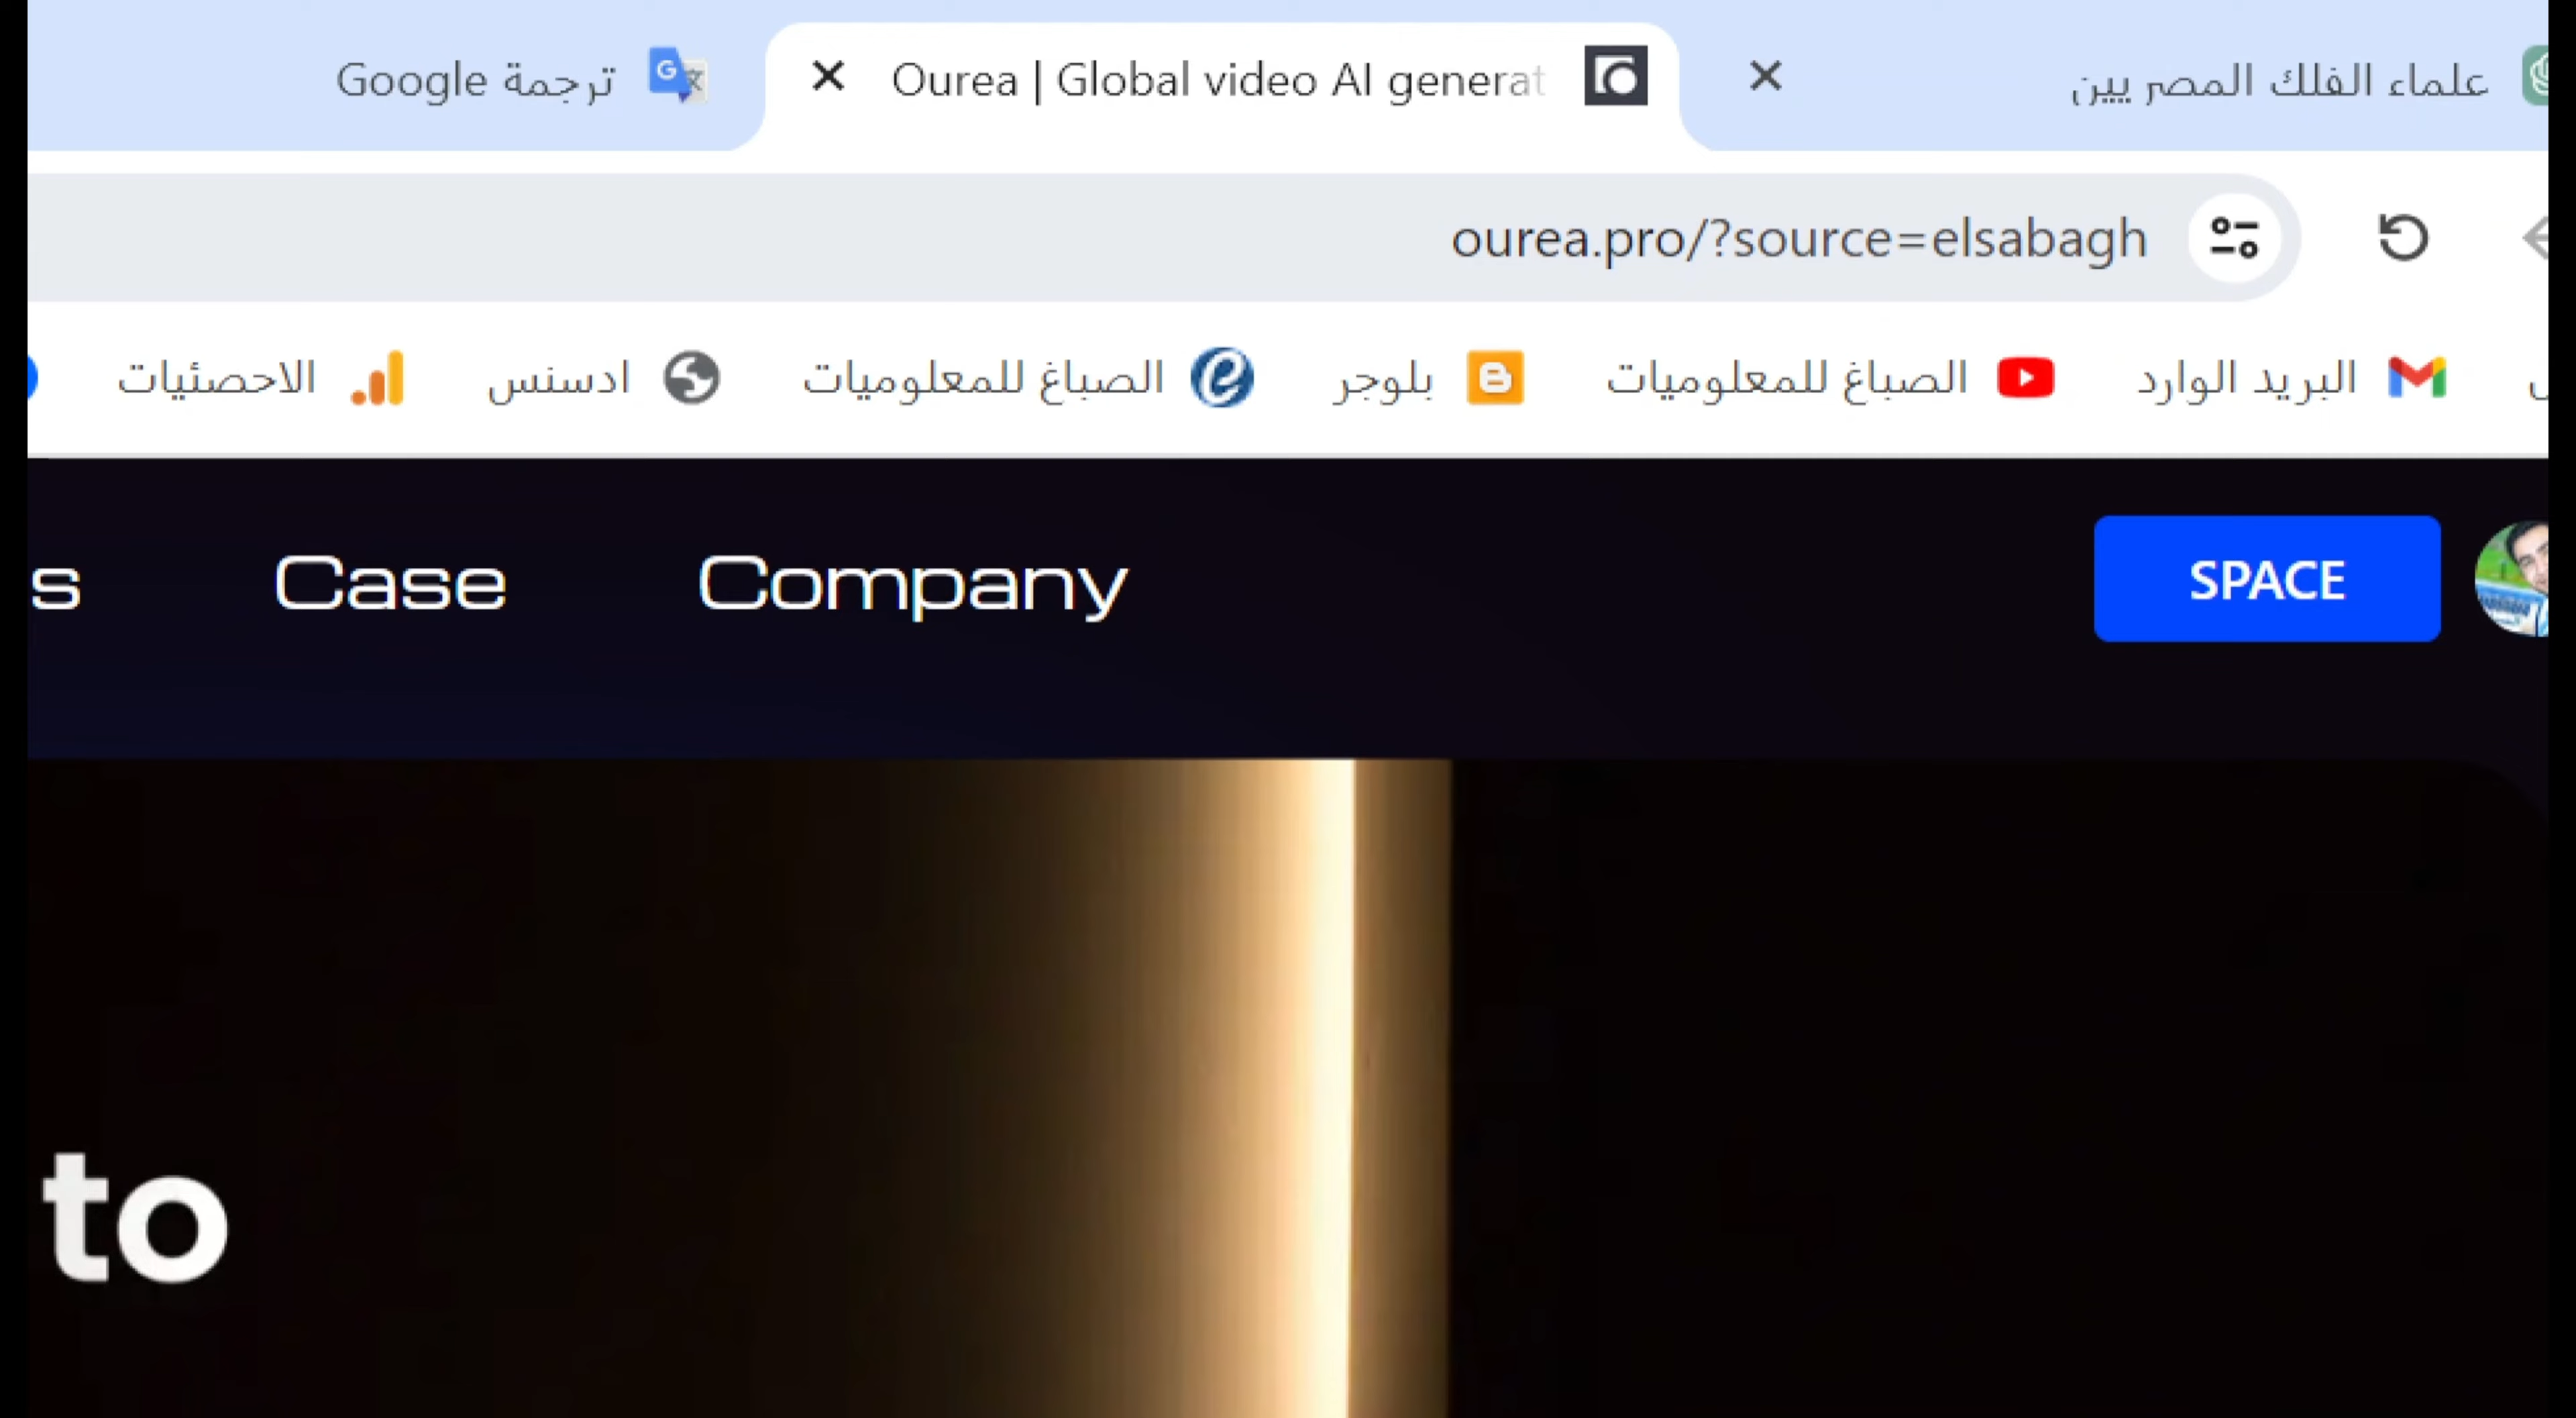 علماء الفلك المصريين
Ourea | Global video AI generat
ترجمة Google
ourea.pro/?source=elsabagh
البريد الوارد
الصباغ للمعلوميات
بلوجر
الصباغ للمعلوميات
ادسنس
الاحصئيات
s Case Company SPACE
to